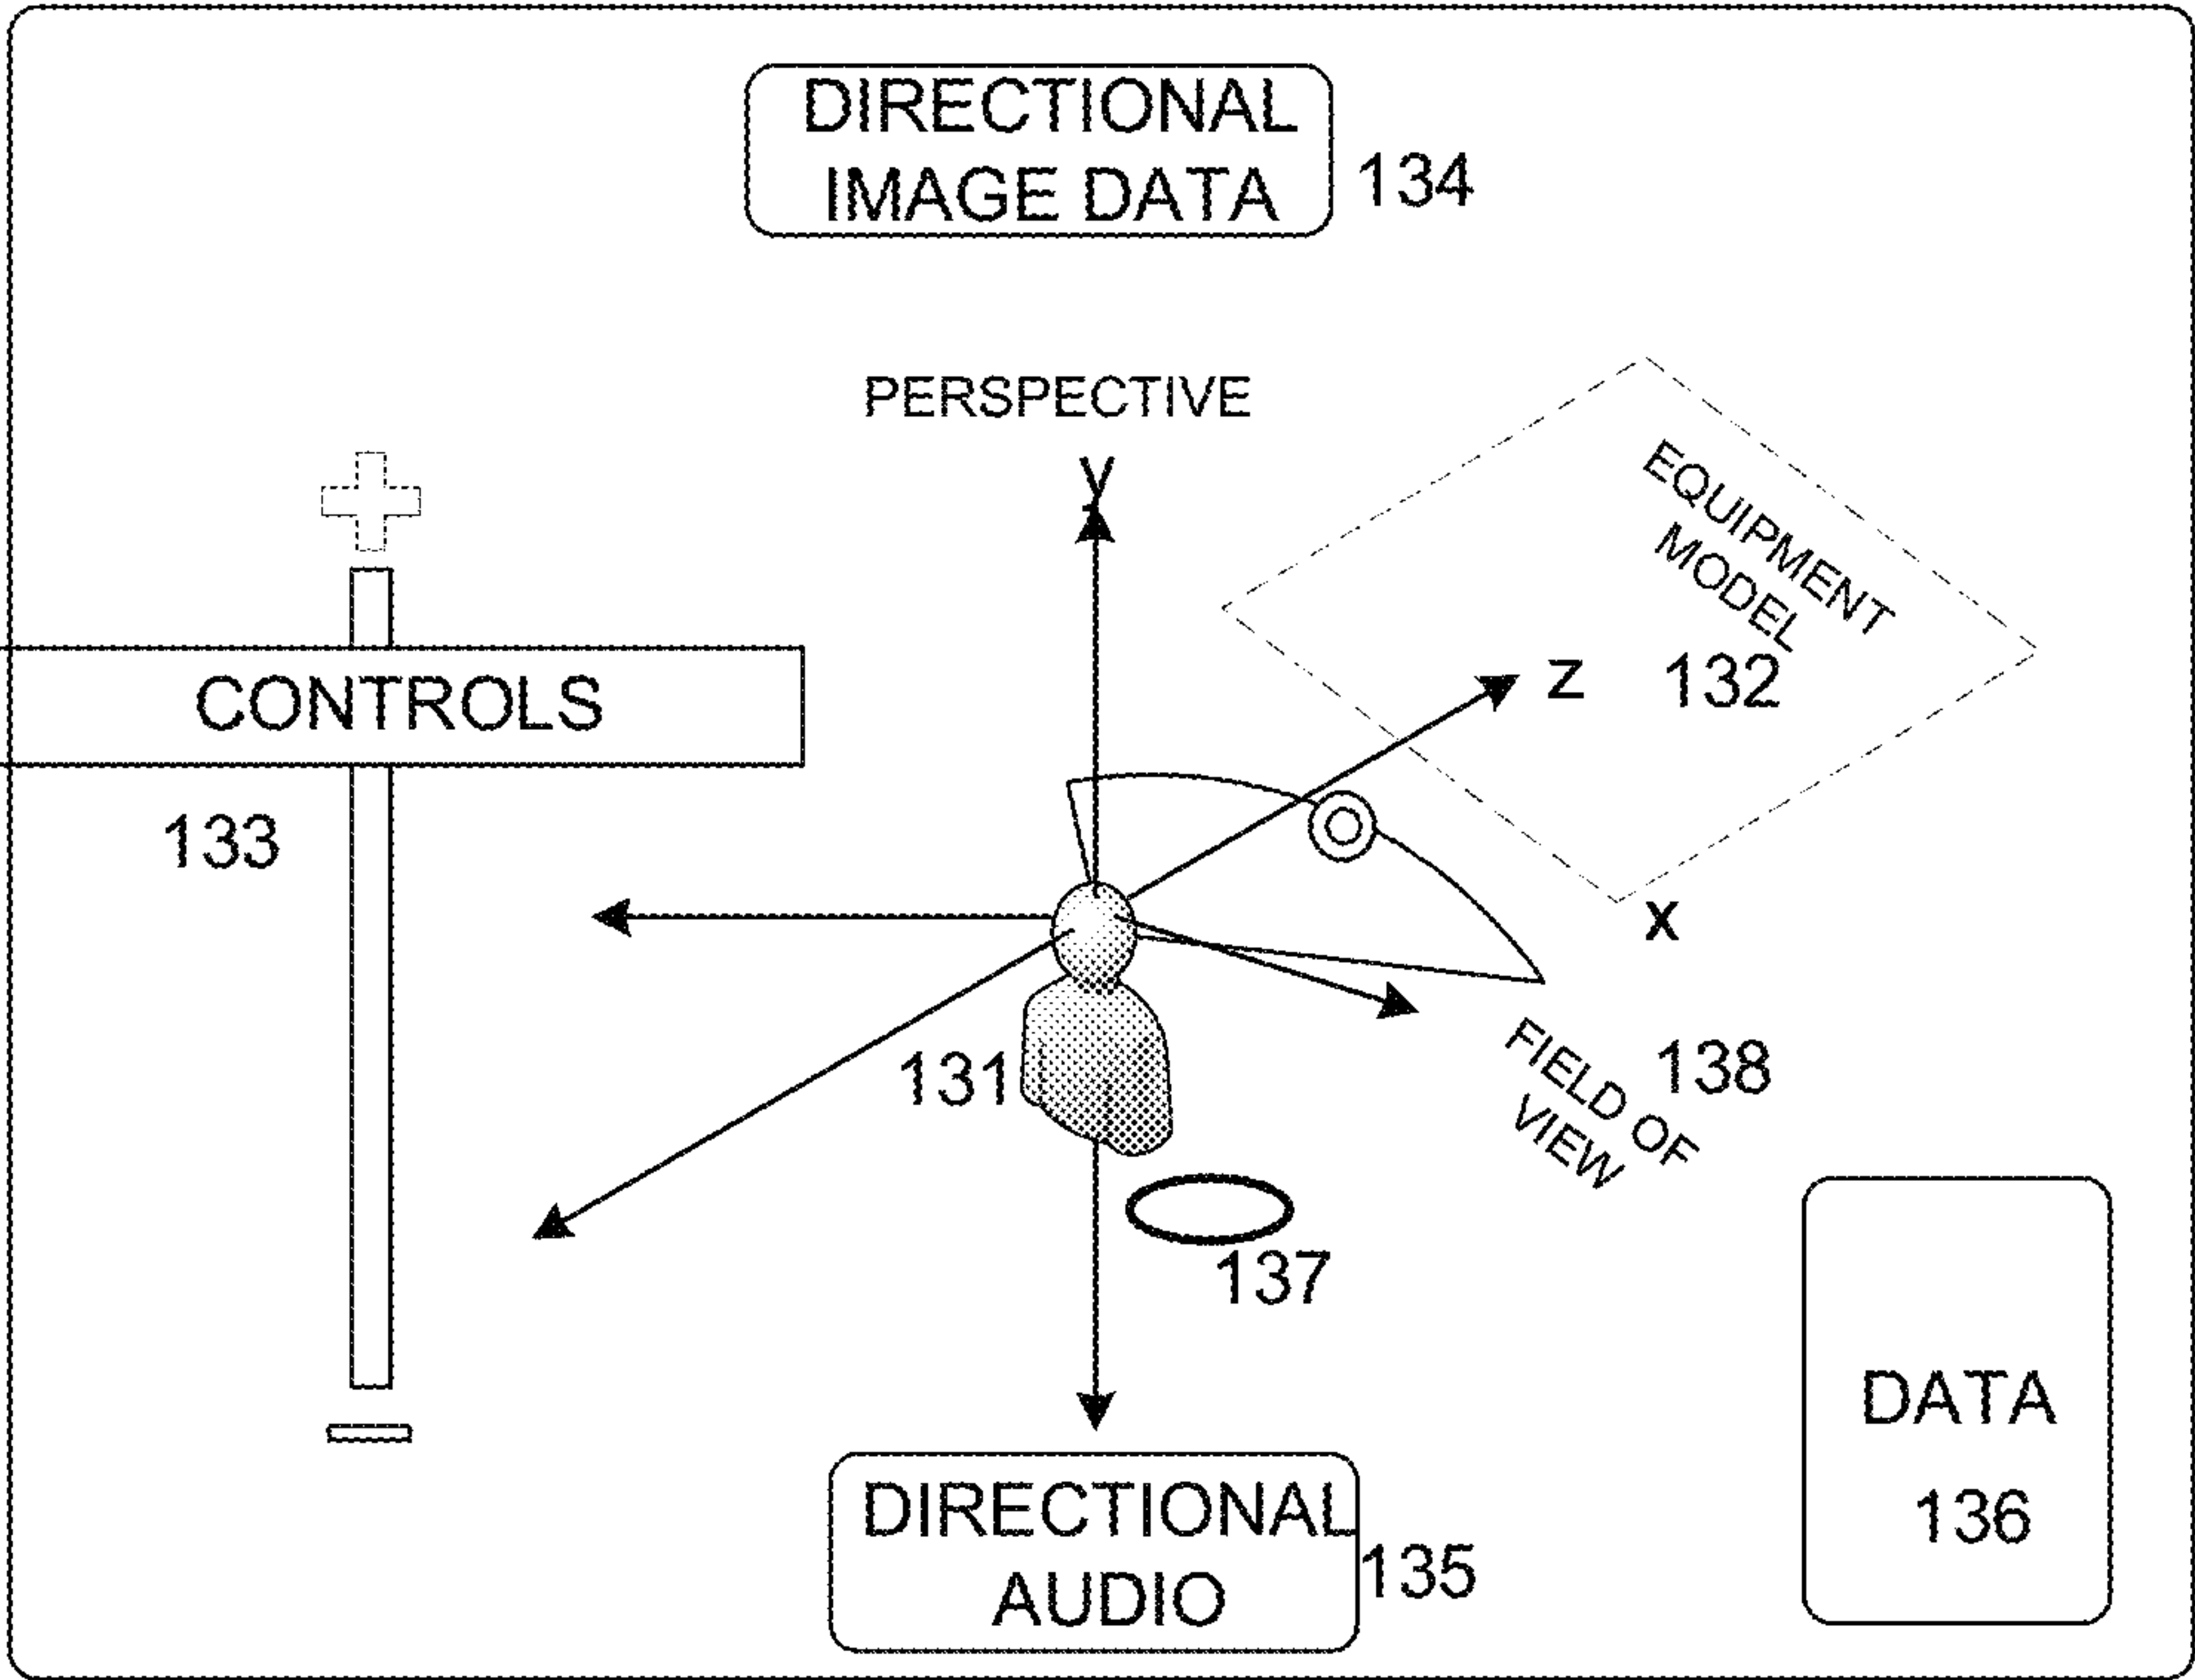 DIRECTIONAL
IMAGE DATA
134
PERSPECTIVE
y
EQUIPMENT
MODEL
132
z
CONTROLS
133
x
131
FIELD OF
VIEW
138
137
DATA
136
DIRECTIONAL
AUDIO
135